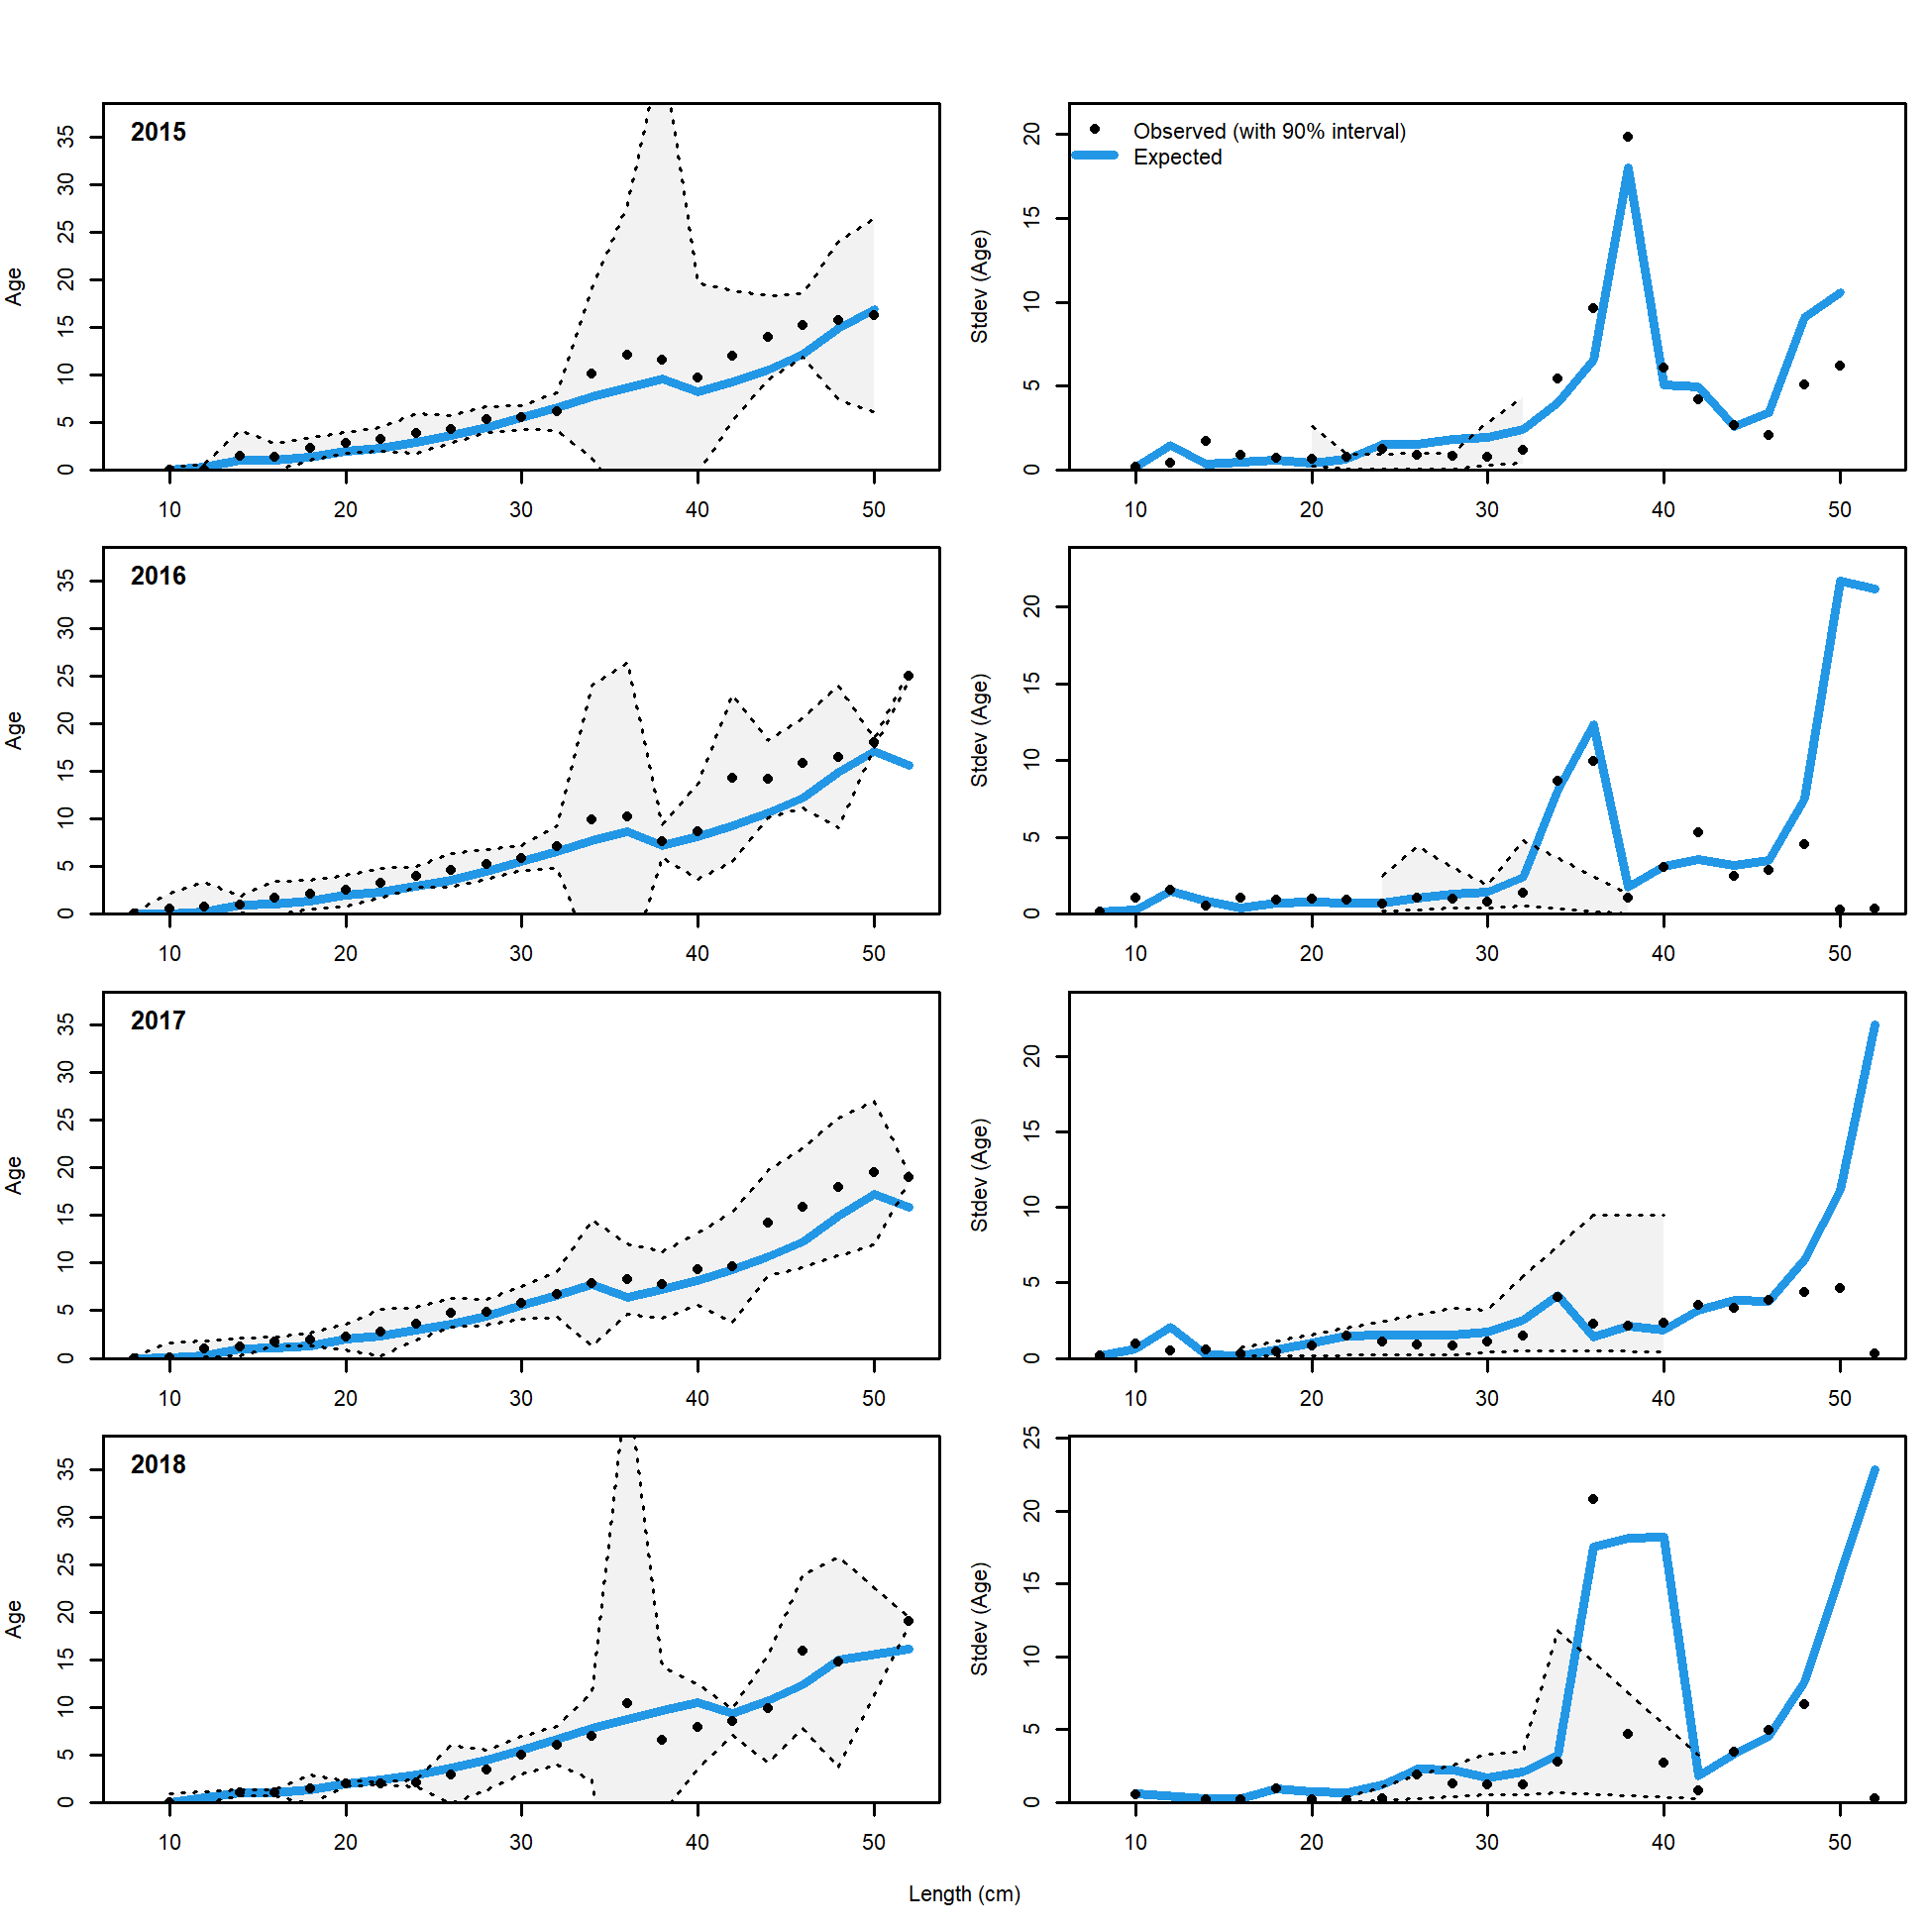 2015
Age
0 5 10 15 20 25 30 35
10 20 30 40 50
Observed (with 90% interval)
Expected
Stdev (Age)
0 5 10 15 20
10 20 30 40 50
2016
Age
0 5 10 15 20 25 30 35
10 20 30 40 50
Stdev (Age)
0 5 10 15 20
10 20 30 40 50
2017
Age
0 5 10 15 20 25 30 35
10 20 30 40 50
Stdev (Age)
0 5 10 15 20
10 20 30 40 50
2018
Age
0 5 10 15 20 25 30 35
10 20 30 40 50
Stdev (Age)
0 5 10 15 20 25
10 20 30 40 50
Length (cm)